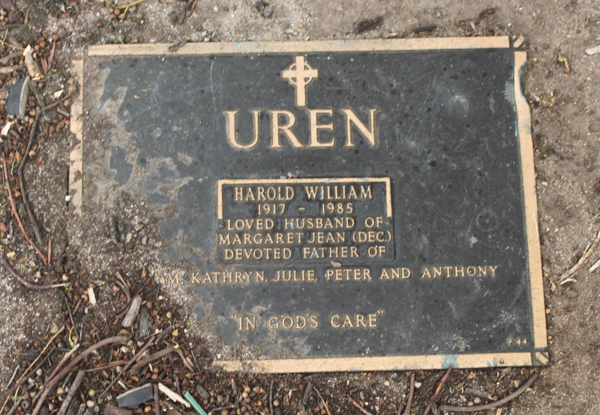 UREN
HAROLD WILLIAM
1917 - 1985
LOVED HUSBAND OF
MARGARET JEAN (DEC.)
DEVOTED FATHER OF
KATHRYN, JULIE, PETER AND ANTHONY
"IN GOD'S CARE"